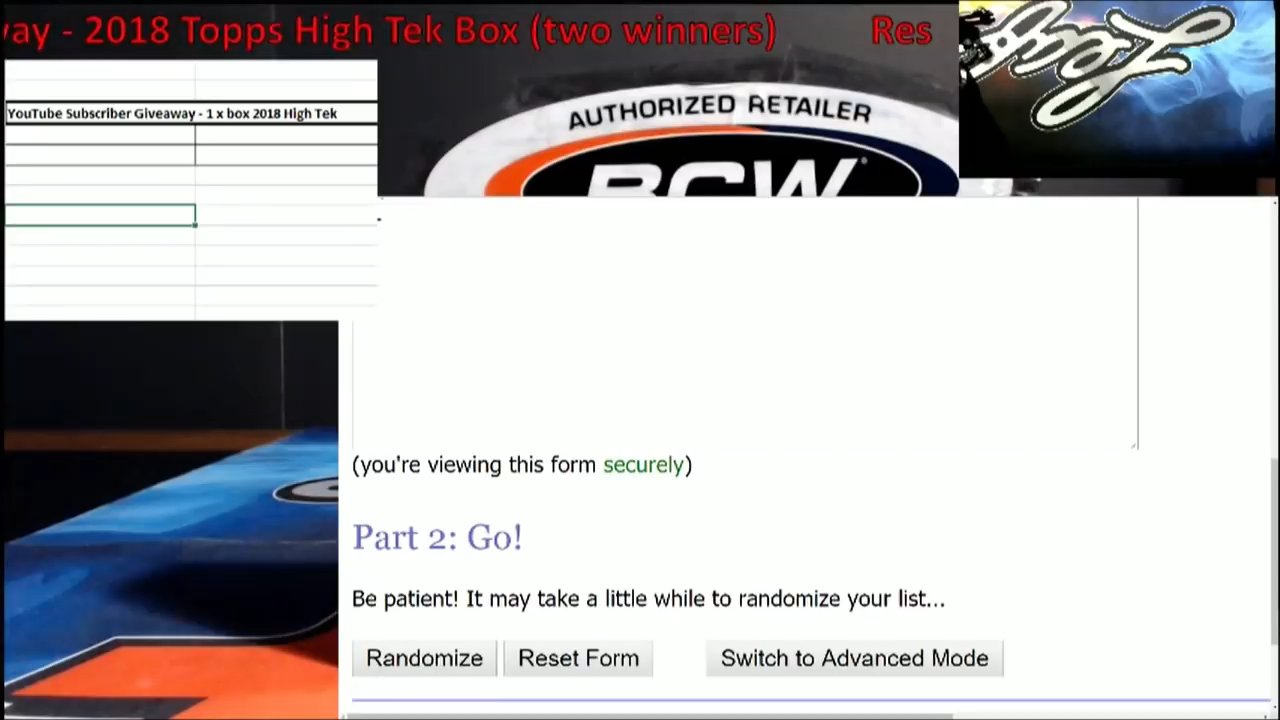 ay - 2018 Topps High Tek Box (two winners) Res
YouTube Subscriber Giveaway - 1 x box 2018 High Tek
AUTHORIZED RETAILER
BCW
(you're viewing this form securely)
Part 2: Go!
Be patient! It may take a little while to randomize your list...
Randomize Reset Form Switch to Advanced Mode